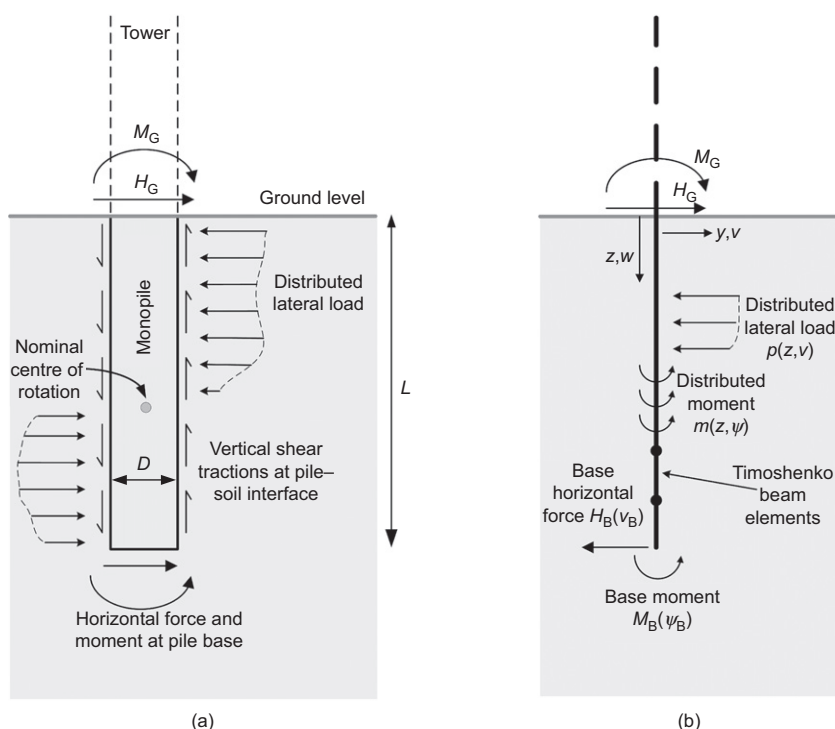 Tower
M_G
H_G
Ground level
Monopile
Distributed
lateral load
Nominal
centre of
rotation
L
D
Vertical shear
tractions at pile–
soil interface
Horizontal force and
moment at pile base
(a)
M_G
H_G
y,v
z,w
Distributed
lateral load
p(z,v)
Distributed
moment
m(z,ψ)
Base
horizontal
force H_B(v_B)
Timoshenko
beam
elements
Base moment
M_B(ψ_B)
(b)